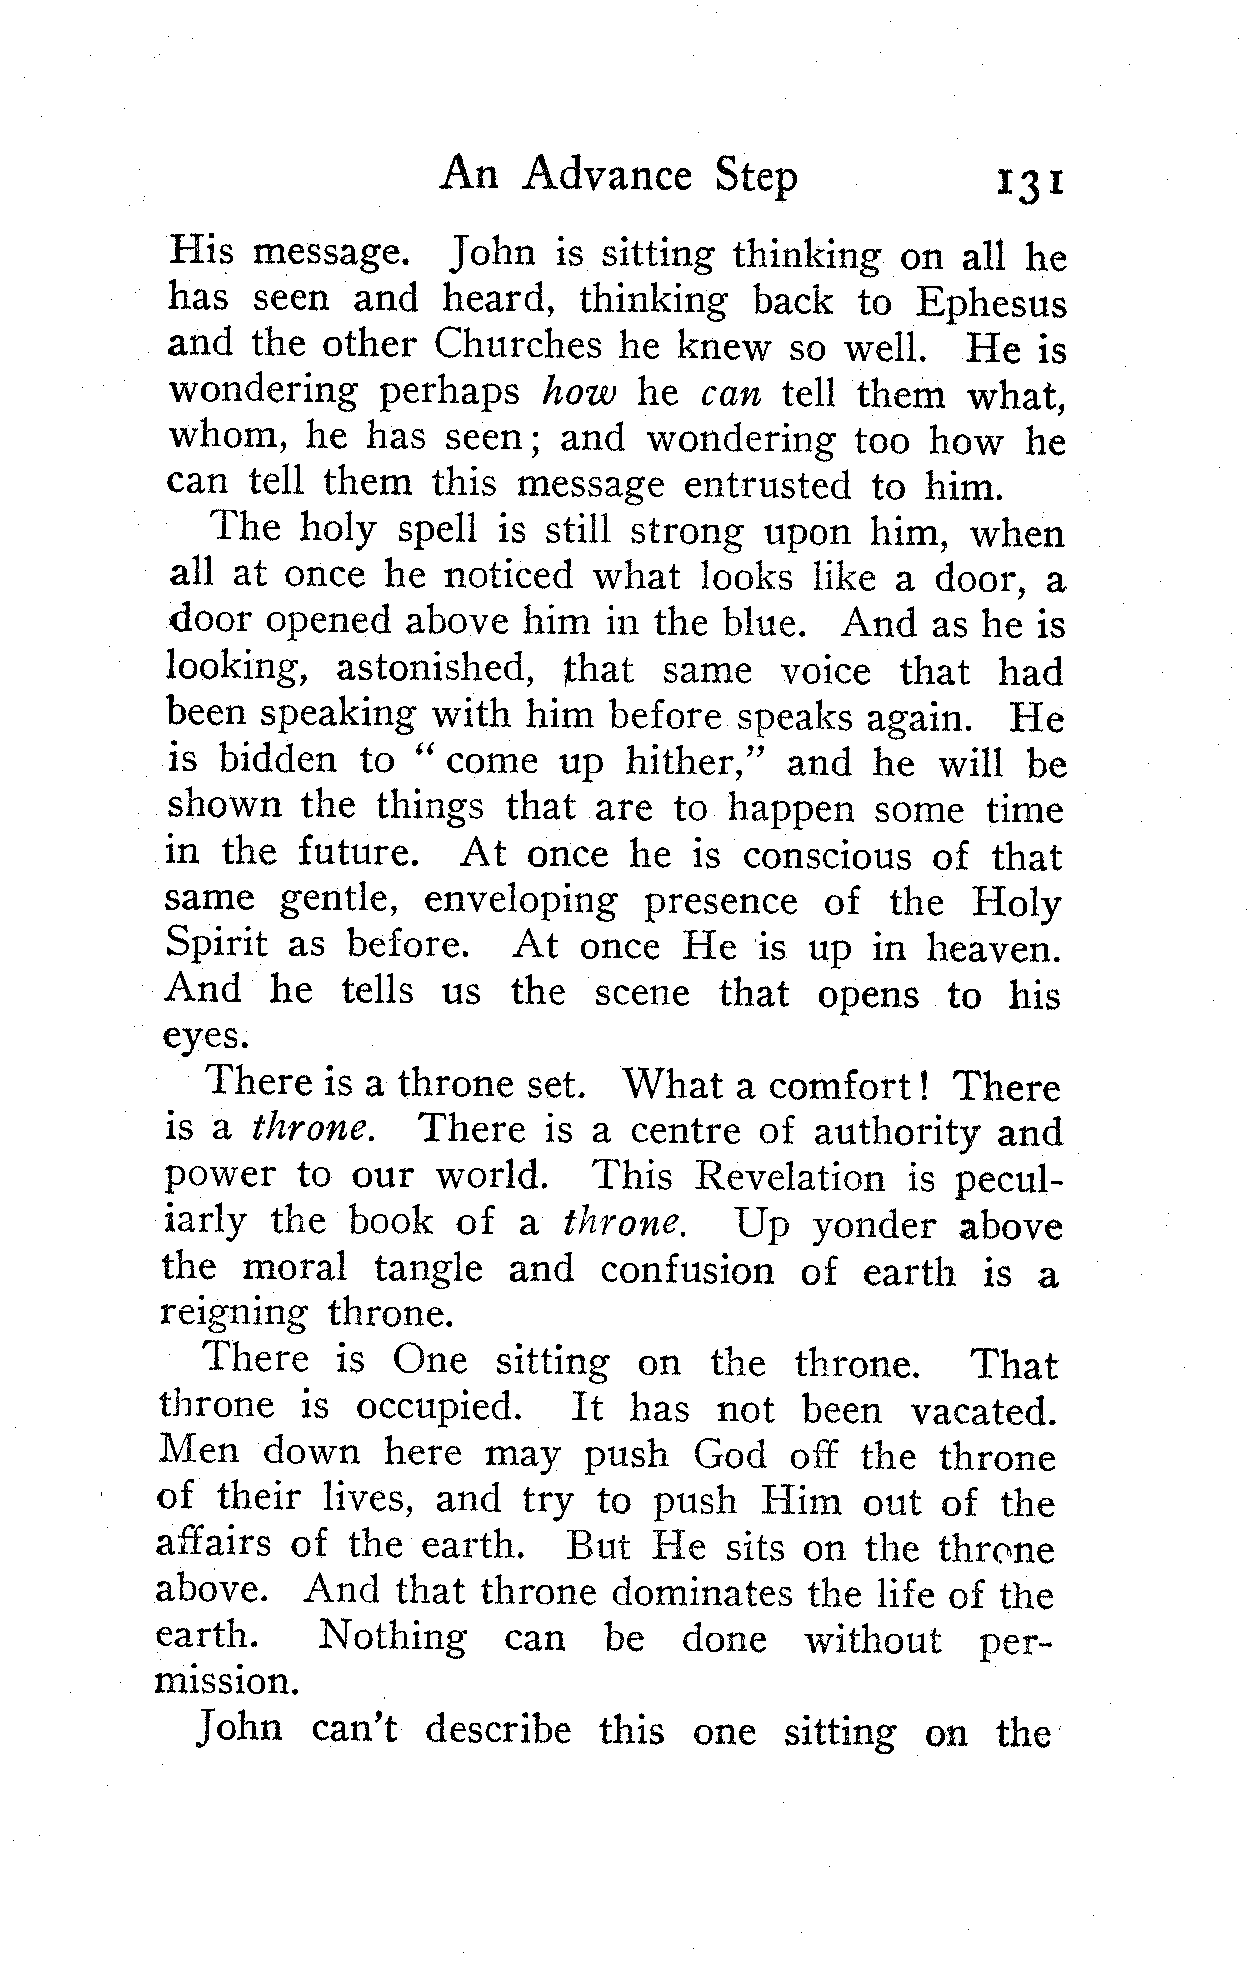 An Advance Step 131
His message. John is sitting thinking on all he
has seen and heard, thinking back to Ephesus
and the other Churches he knew so well. He is
wondering perhaps how he can tell them what,
whom, he has seen; and wondering too how he
can tell them this message entrusted to him.
The holy spell is still strong upon him, when
all at once he noticed what looks like a door, a
door opened above him in the blue. And as he is
looking, astonished, that same voice that had
been speaking with him before speaks again. He
is bidden to "come up hither," and he will be
shown the things that are to happen some time
in the future. At once he is conscious of that
same gentle, enveloping presence of the Holy
Spirit as before. At once He is up in heaven.
And he tells us the scene that opens to his
eyes.
There is a throne set. What a comfort! There
is a throne. There is a centre of authority and
power to our world. This Revelation is pecul-
iarly the book of a throne. Up yonder above
the moral tangle and confusion of earth is a
reigning throne.
There is One sitting on the throne. That
throne is occupied. It has not been vacated.
Men down here may push God off the throne
of their lives, and try to push Him out of the
affairs of the earth. But He sits on the throne
above. And that throne dominates the life of the
earth. Nothing can be done without per-
mission.
John can't describe this one sitting on the